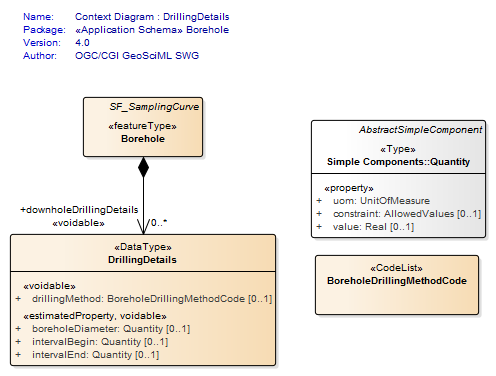 Name: Context Diagram : DrillingDetails
Package: «Application Schema» Borehole
Version: 4.0
Author: OGC/CGI GeoSciML SWG
SF_SamplingCurve
«featureType»
Borehole
+downholeDrillingDetails
«voidable» 0..*
«DataType»
DrillingDetails
«voidable»
+ drillingMethod: BoreholeDrillingMethodCode [0..1]
«estimatedProperty, voidable»
+ boreholeDiameter: Quantity [0..1]
+ intervalBegin: Quantity [0..1]
+ intervalEnd: Quantity [0..1]
AbstractSimpleComponent
«Type»
Simple Components::Quantity
«property»
+ uom: UnitOfMeasure
+ constraint: AllowedValues [0..1]
+ value: Real [0..1]
«CodeList»
BoreholeDrillingMethodCode